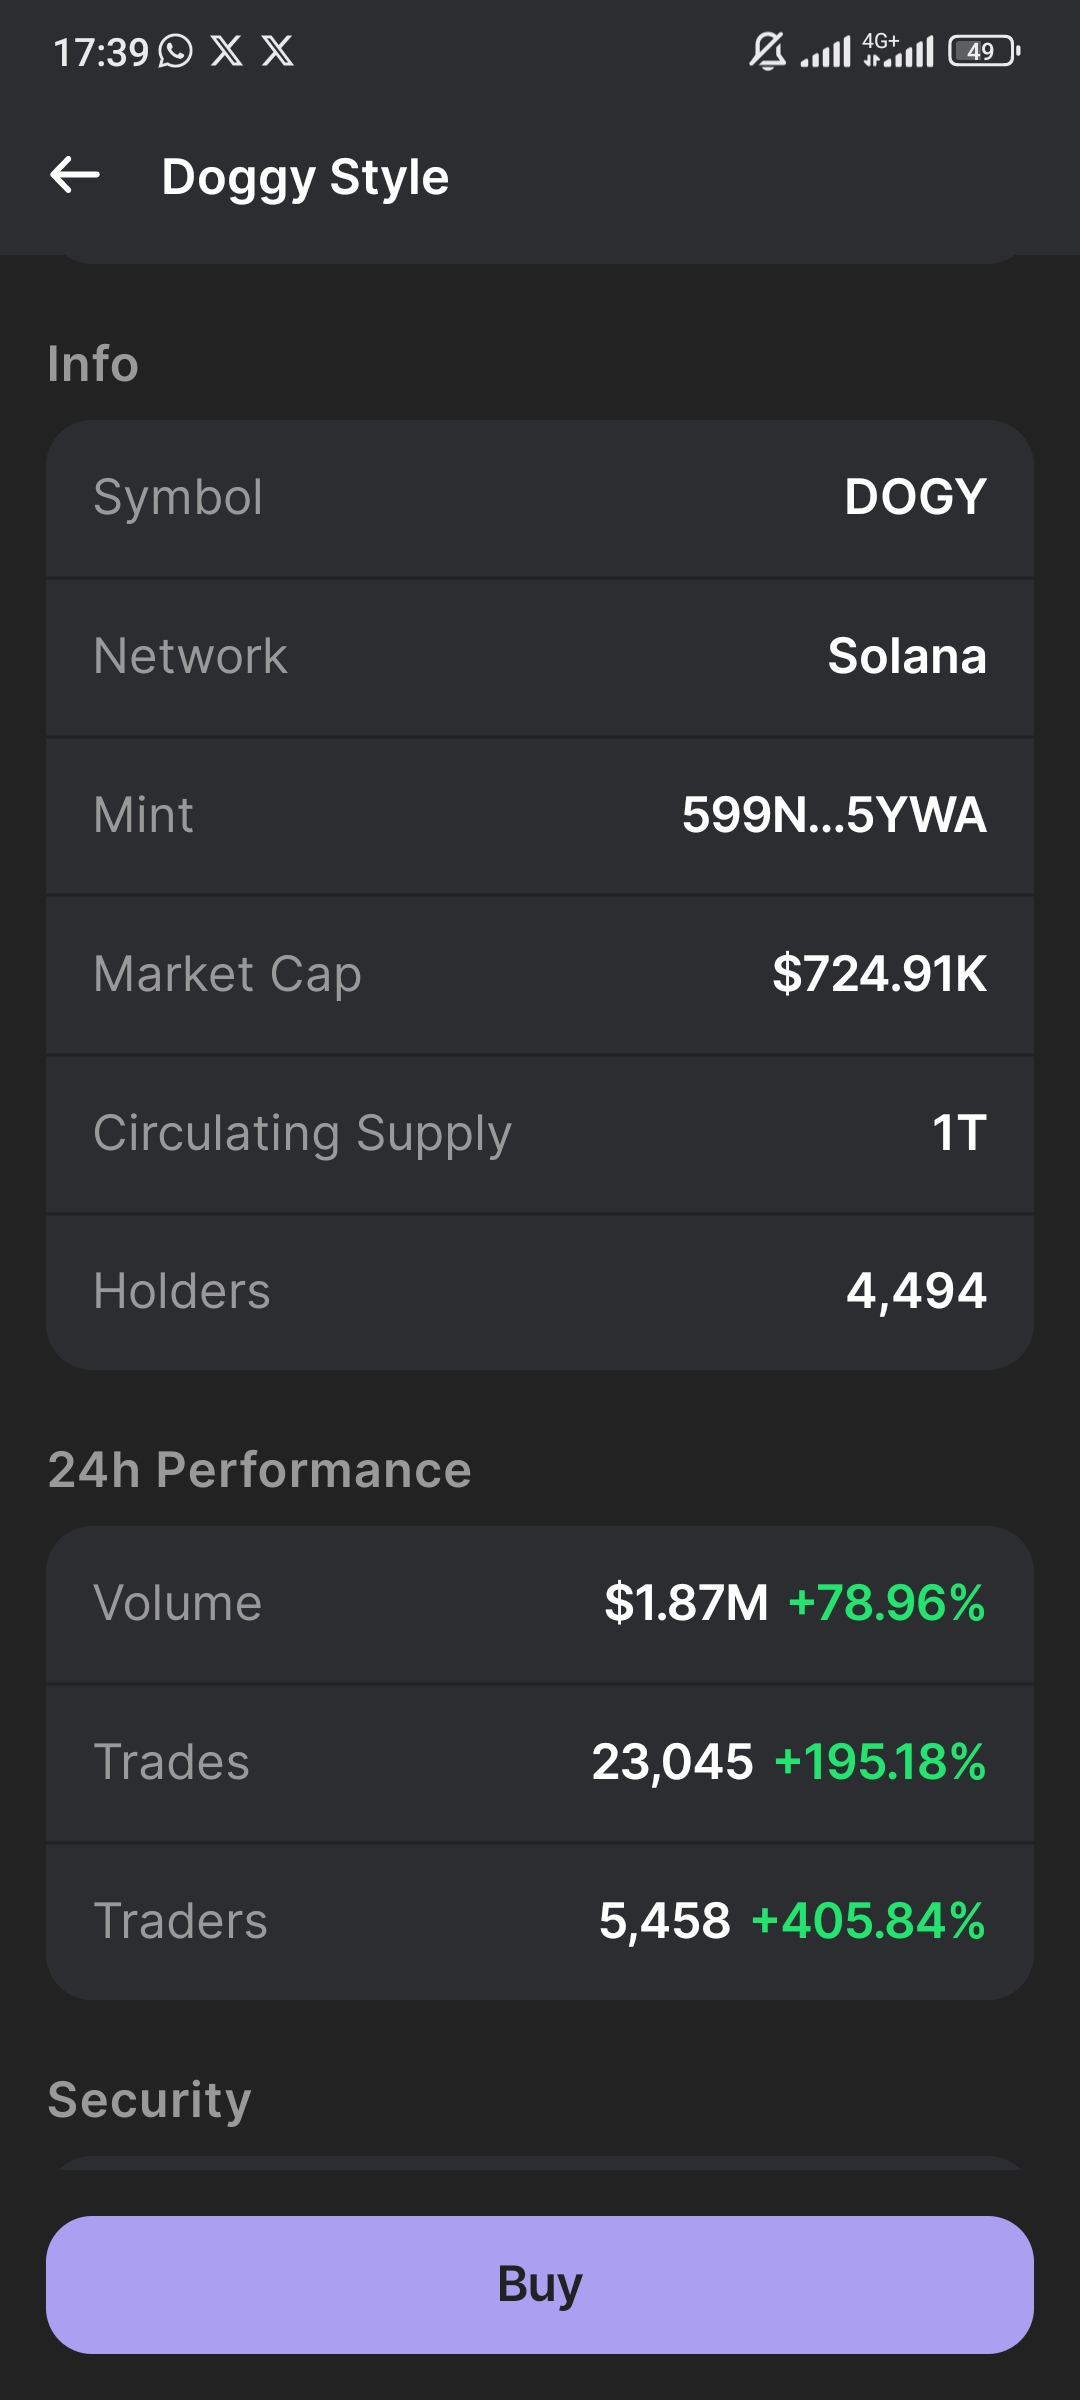 17:39 4G+ 49
Doggy Style
Info
Symbol DOGY
Network Solana
Mint 599N...5YWA
Market Cap $724.91K
Circulating Supply 1T
Holders 4,494
24h Performance
Volume $1.87M +78.96%
Trades 23,045 +195.18%
Traders 5,458 +405.84%
Security
Buy